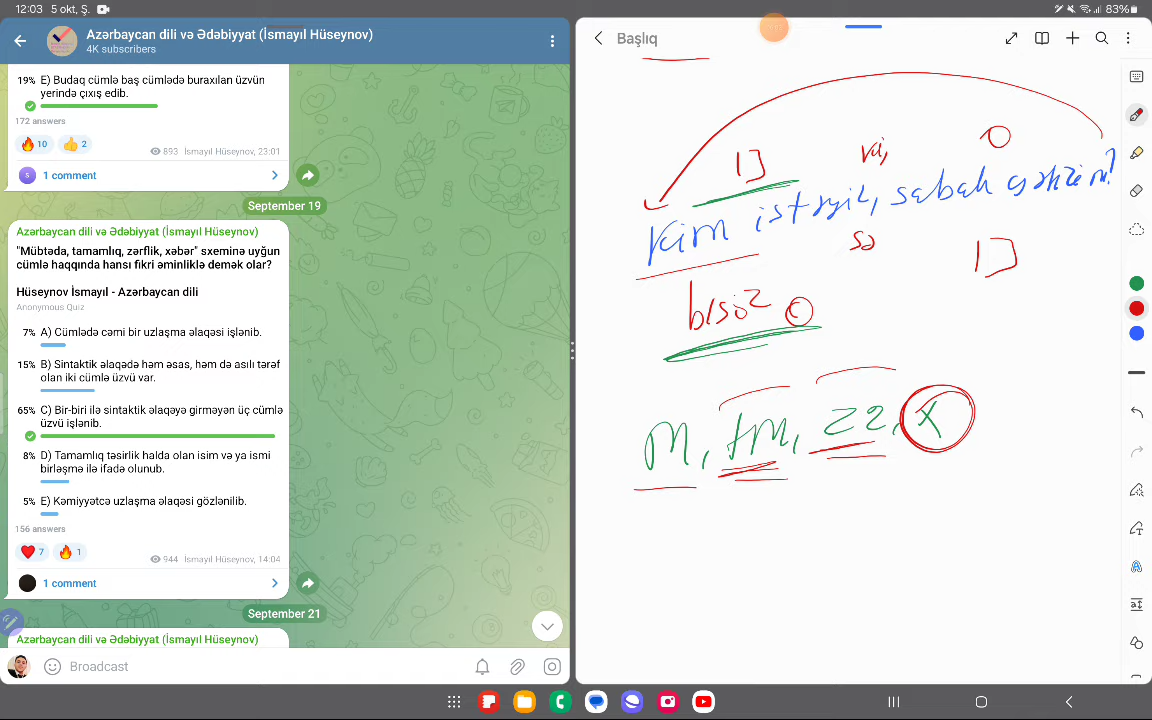 12:03 5 okt, Ş.
83%
Azərbaycan dili və Ədəbiyyat (İsmayıl Hüseynov)
4K subscribers
19% E) Budaq cümlə baş cümlədə buraxılan üzvün
yerində çıxış edib.
172 answers
10 2
893 İsmayıl Hüseynov, 23:01
1 comment
September 19
Azərbaycan dili və Ədəbiyyat (İsmayıl Hüseynov)
"Mübtəda, tamamlıq, zərflik, xəbər" sxeminə uyğun
cümlə haqqında hansı fikri əminliklə demək olar?
Hüseynov İsmayıl - Azərbaycan dili
Anonymous Quiz
7% A) Cümlədə cəmi bir uzlaşma əlaqəsi işlənib.
15% B) Sintaktik əlaqədə həm əsas, həm də asılı tərəf
olan iki cümlə üzvü var.
65% C) Bir-biri ilə sintaktik əlaqəyə girməyən üç cümlə
üzvü işlənib.
8% D) Tamamlıq təsirlik halda olan isim və ya ismi
birləşmə ilə ifadə olunub.
5% E) Kəmiyyətcə uzlaşma əlaqəsi gözlənilib.
156 answers
7 1
944 İsmayıl Hüseynov, 14:04
1 comment
September 21
Azərbaycan dili və Ədəbiyyat (İsmayıl Hüseynov)
Broadcast
Başlıq
Kim istəyir, sabah gəlsin?
sə
M, tM, zz, X